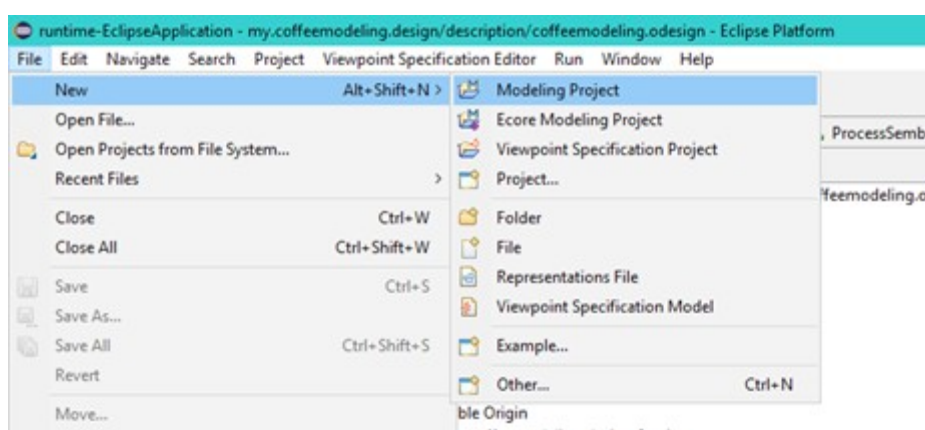 runtime-EclipseApplication - my.coffeemodeling.design/description/coffeemodeling.odesign - Eclipse Platform
File Edit Navigate Search Project Viewpoint Specification Editor Run Window Help
New Alt+Shift+N >
Open File...
Open Projects from File System...
Recent Files >
Close Ctrl+W
Close All Ctrl+Shift+W
Save Ctrl+S
Save As...
Save All Ctrl+Shift+S
Revert
Move...
Modeling Project
Ecore Modeling Project
Viewpoint Specification Project
Project...
Folder
File
Representations File
Viewpoint Specification Model
Example...
Other... Ctrl+N
ProcessSemb
feemodeling.o
ble Origin